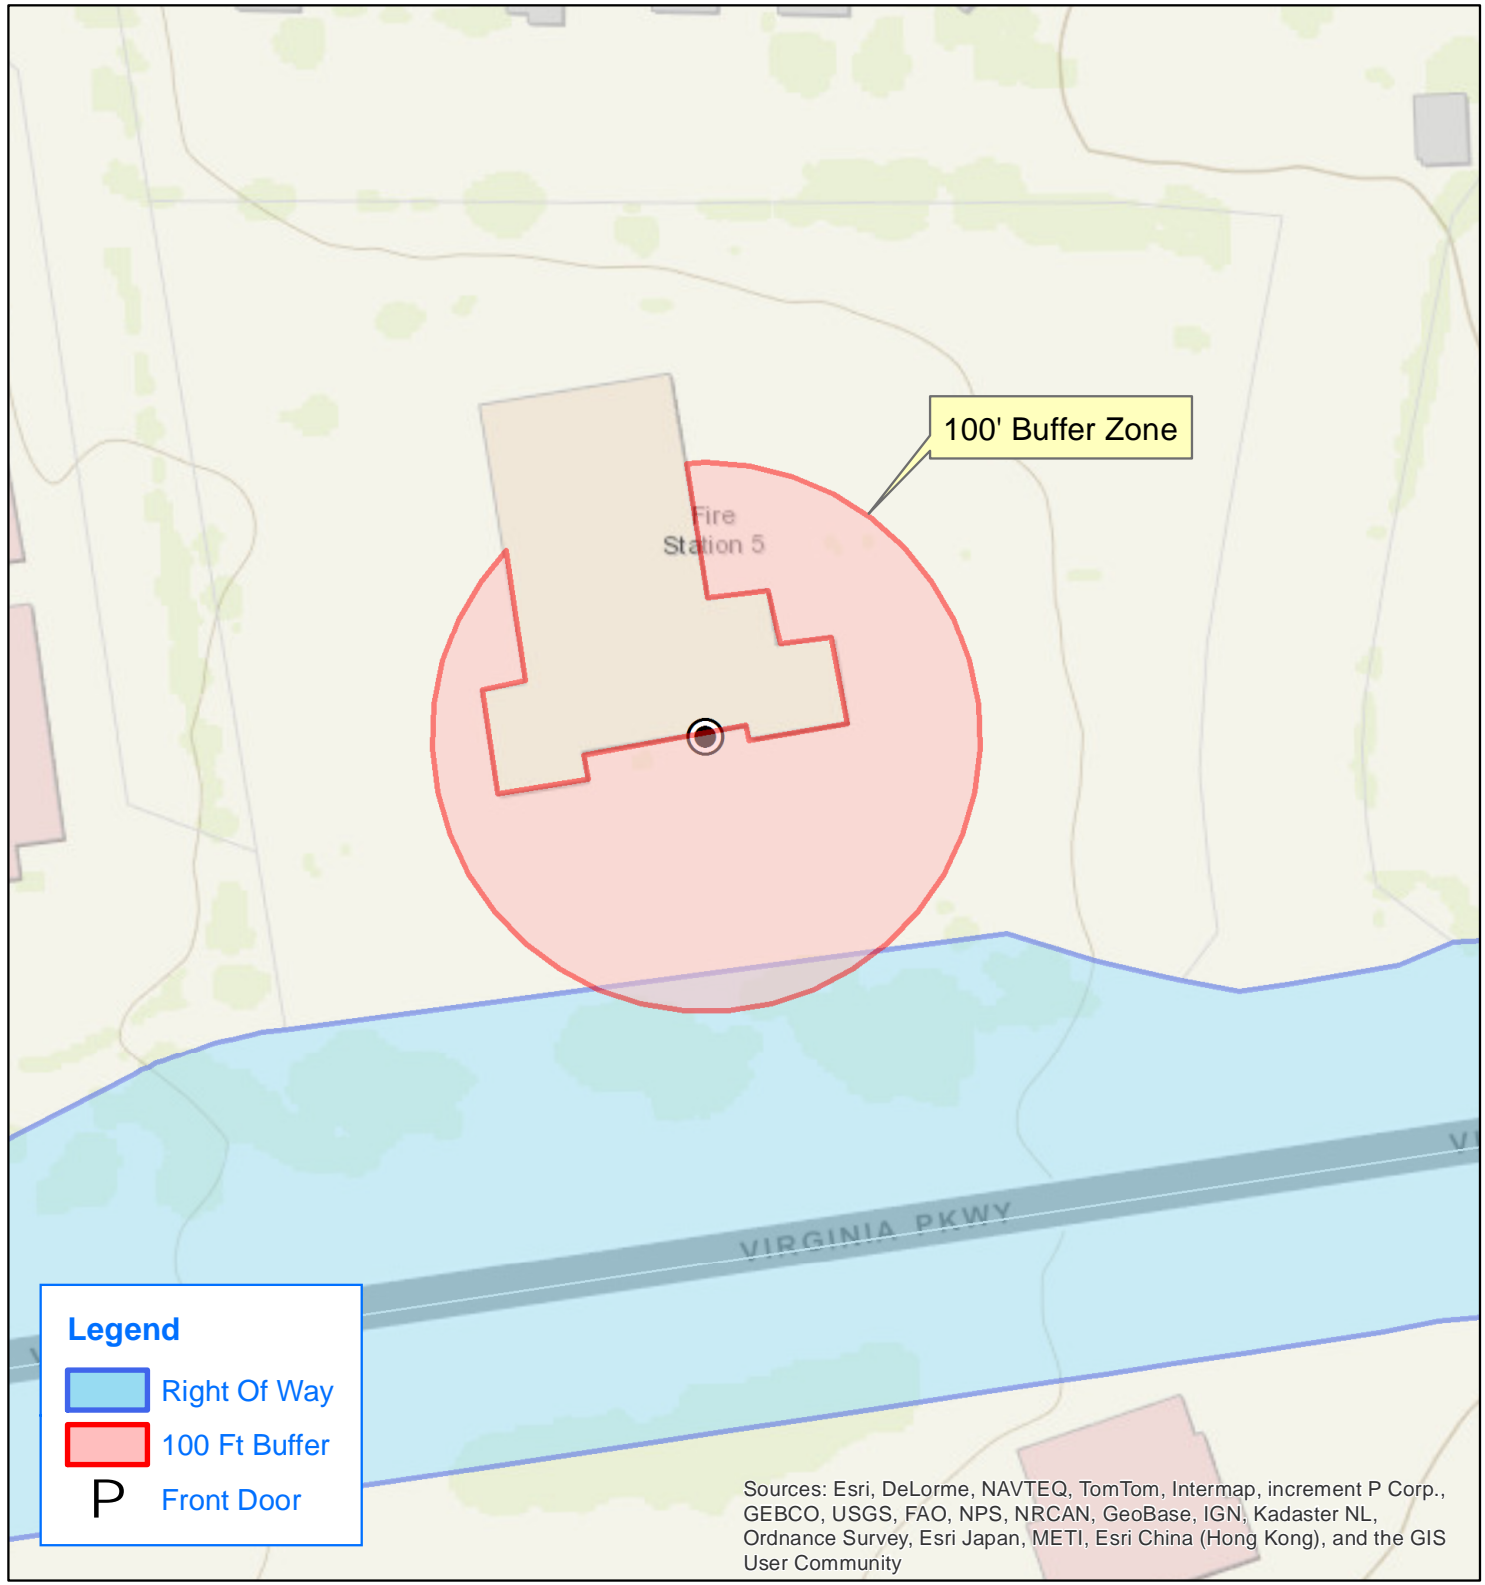 Fire
Station 5
100' Buffer Zone
VIRGINIA PKWY
Legend
Right Of Way
100 Ft Buffer
P Front Door
Sources: Esri, DeLorme, NAVTEQ, TomTom, Intermap, increment P Corp.,
GEBCO, USGS, FAO, NPS, NRCAN, GeoBase, IGN, Kadaster NL,
Ordnance Survey, Esri Japan, METI, Esri China (Hong Kong), and the GIS
User Community